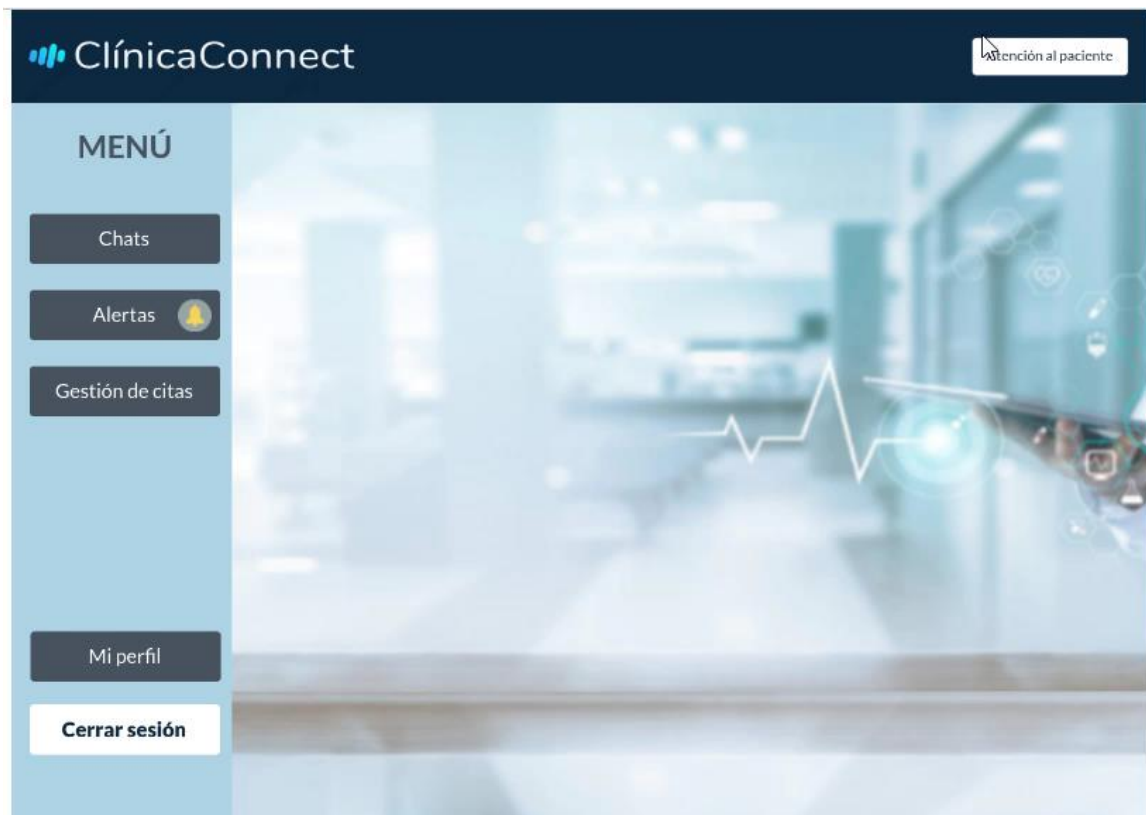 ClínicaConnect
Atención al paciente
MENÚ
Chats
Alertas
Gestión de citas
Mi perfil
Cerrar sesión